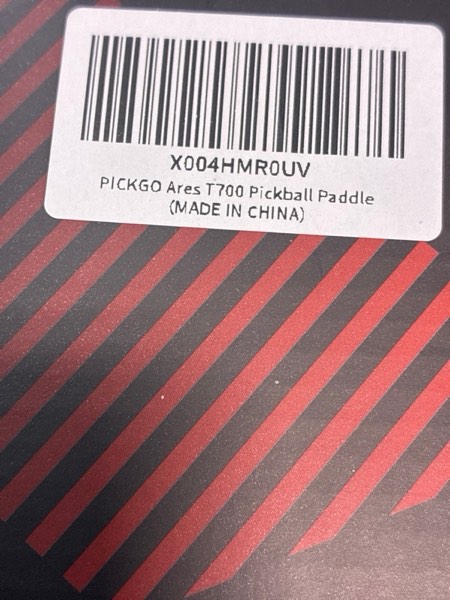 X004HMR0UV
PICKGO Ares T700 Pickball Paddle
(MADE IN CHINA)